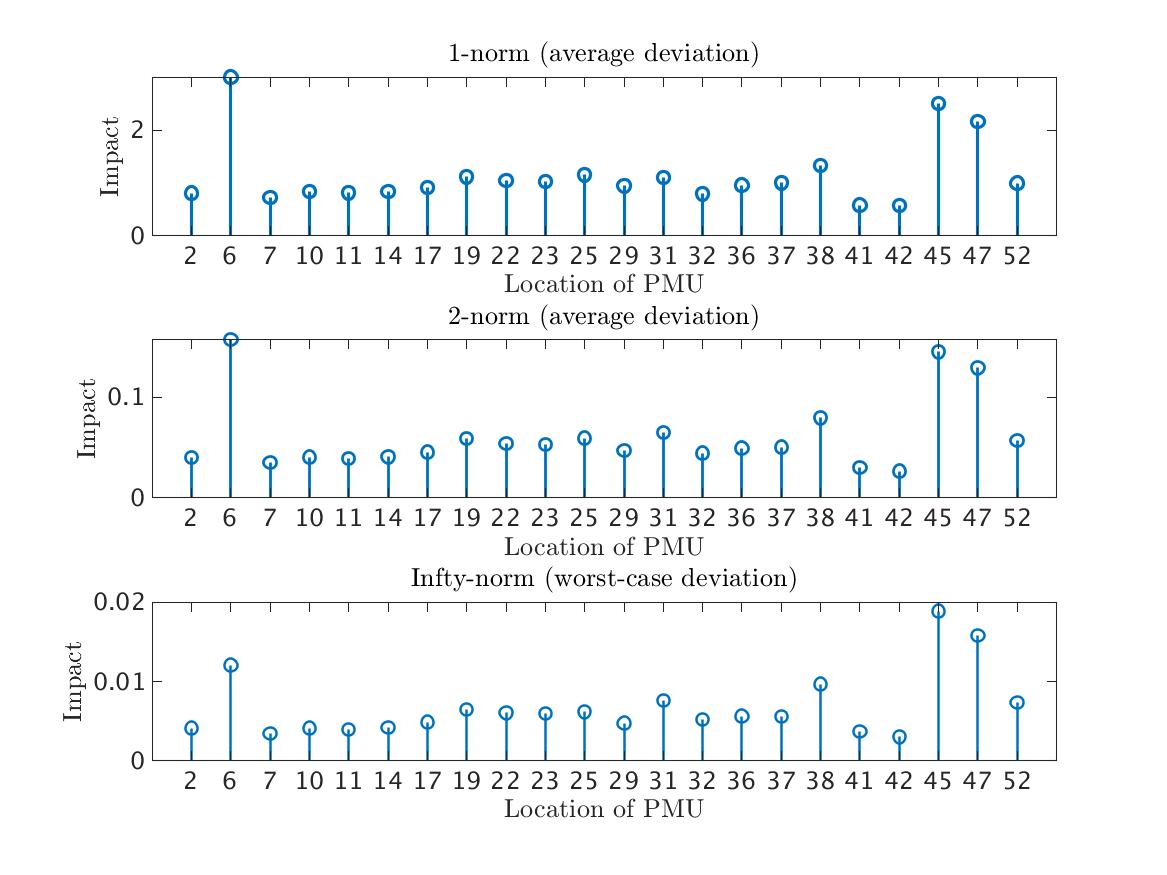 1-norm (average deviation)
Impact
2
0
2 6 7 10 11 14 17 19 22 23 25 29 31 32 36 37 38 41 42 45 47 52
Location of PMU
2-norm (average deviation)
Impact
0.1
0
2 6 7 10 11 14 17 19 22 23 25 29 31 32 36 37 38 41 42 45 47 52
Location of PMU
Infty-norm (worst-case deviation)
Impact
0.02
0.01
0
2 6 7 10 11 14 17 19 22 23 25 29 31 32 36 37 38 41 42 45 47 52
Location of PMU